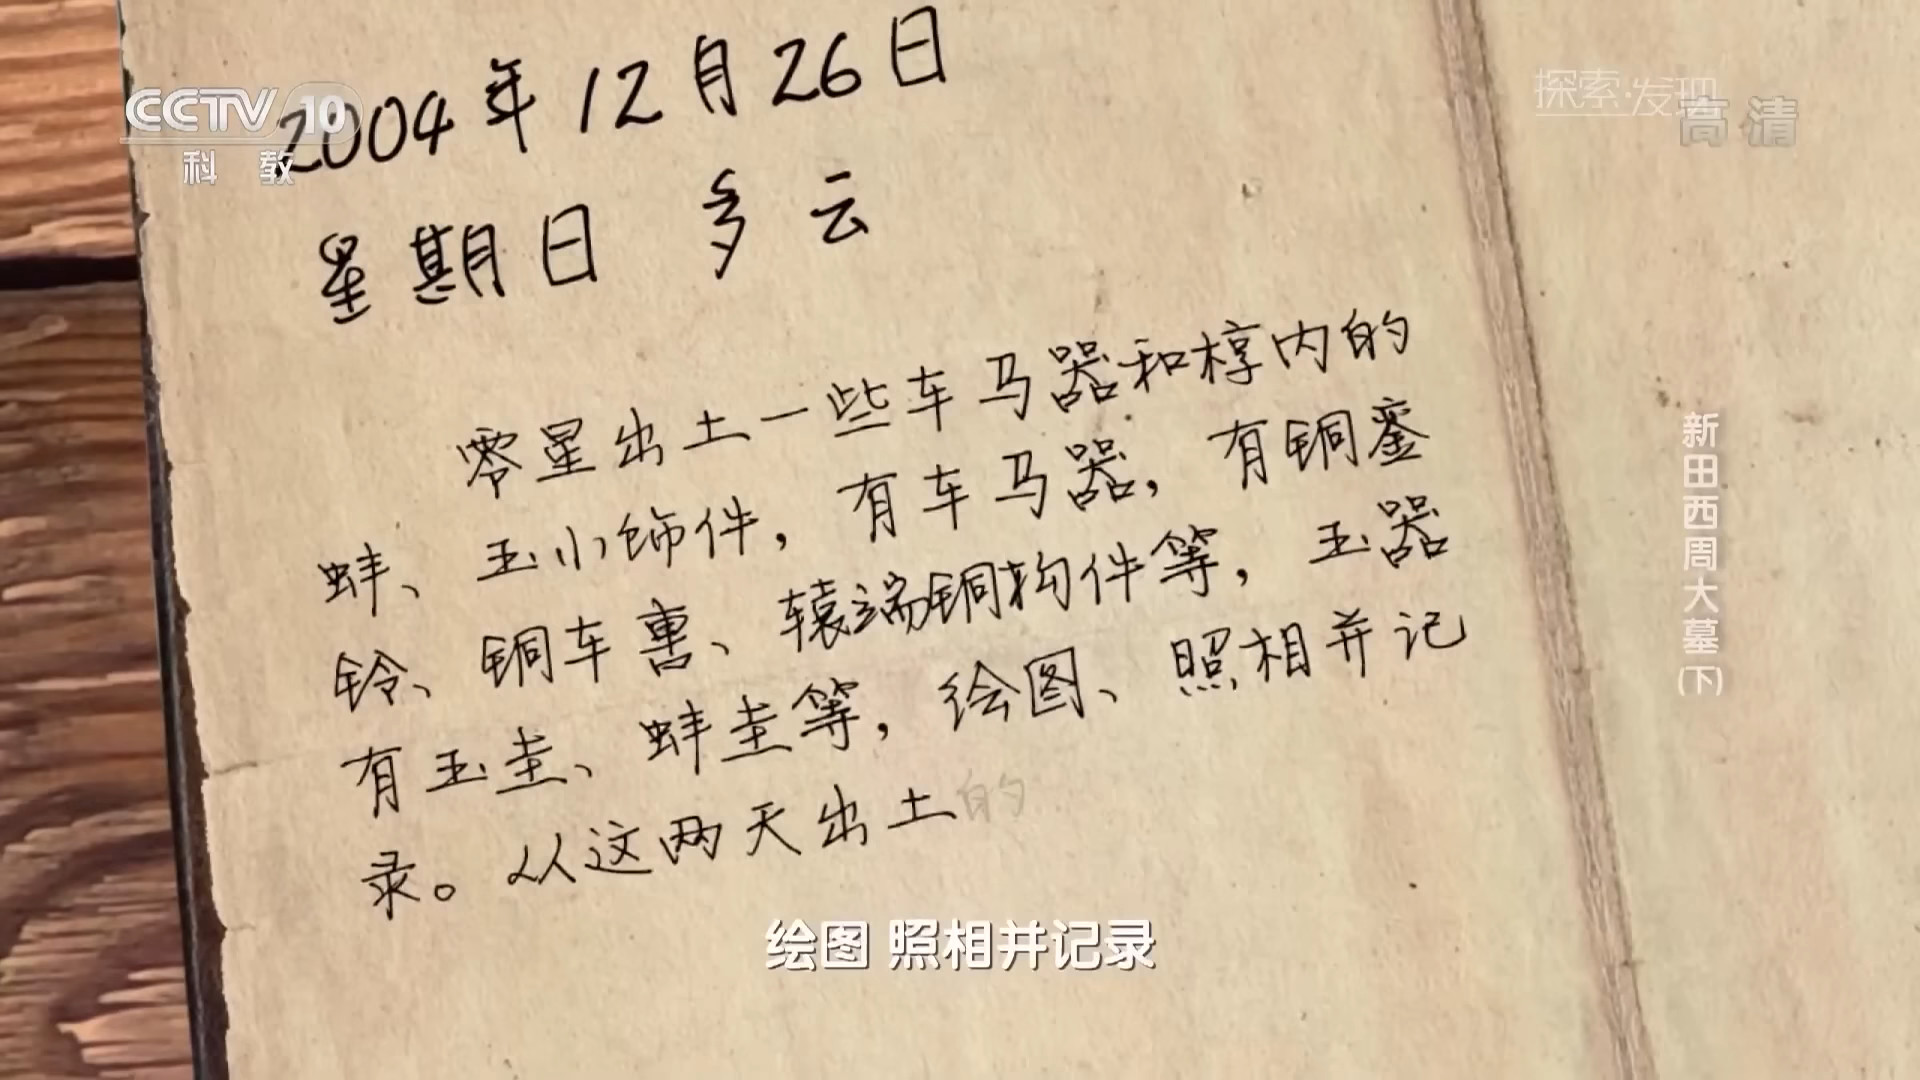 CCTV 10
科 教
探索·发现
高清
2004年12月26日
星期日 多云
零星出土一些车马器和椁内的
蚌、玉小饰件，有车马器，有铜銮
铃、铜车軎、辕端铜构件等，玉器
有玉圭、蚌圭等，绘图、照相并记
录。从这两天出土的
新田西周大墓(下)
绘图 照相并记录